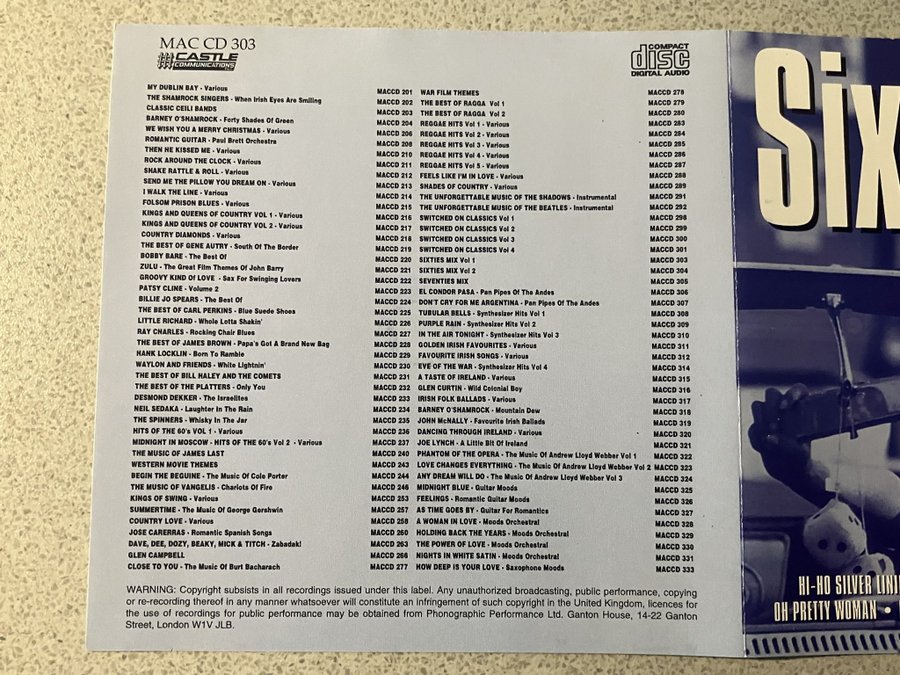 MAC CD 303
CASTLE
COMMUNICATIONS
COMPACT
disc
DIGITAL AUDIO
MY DUBLIN BAY - Various MACCD 201
THE SHAMROCK SINGERS - When Irish Eyes Are Smiling MACCD 202
CLASSIC CEILI BANDS MACCD 203
BARNEY O'SHAMROCK - Forty Shades Of Green MACCD 204
WE WISH YOU A MERRY CHRISTMAS - Various MACCD 206
ROMANTIC GUITAR - Paul Brett Orchestra MACCD 208
THEN HE KISSED ME - Various MACCD 210
ROCK AROUND THE CLOCK - Various MACCD 211
SHAKE RATTLE & ROLL - Various MACCD 212
SEND ME THE PILLOW YOU DREAM ON - Various MACCD 213
I WALK THE LINE - Various MACCD 214
FOLSOM PRISON BLUES - Various MACCD 215
KINGS AND QUEENS OF COUNTRY VOL 1 - Various MACCD 216
KINGS AND QUEENS OF COUNTRY VOL 2 - Various MACCD 217
COUNTRY DIAMONDS - Various MACCD 218
THE BEST OF GENE AUTRY - South Of The Border MACCD 219
BOBBY BARE - The Best Of MACCD 220
ZULU - The Great Film Themes Of John Barry MACCD 221
GROOVY KIND OF LOVE - Sax For Swinging Lovers MACCD 222
PATSY CLINE - Volume 2 MACCD 223
BILLIE JO SPEARS - The Best Of MACCD 224
THE BEST OF CARL PERKINS - Blue Suede Shoes MACCD 225
LITTLE RICHARD - Whole Lotta Shakin' MACCD 226
RAY CHARLES - Rocking Chair Blues MACCD 227
THE BEST OF JAMES BROWN - Papa's Got A Brand New Bag MACCD 228
HANK LOCKLIN - Born To Ramble MACCD 229
WAYLON AND FRIENDS - White Lightnin' MACCD 230
THE BEST OF BILL HALEY AND THE COMETS MACCD 231
THE BEST OF THE PLATTERS - Only You MACCD 232
DESMOND DEKKER - The Israelites MACCD 233
NEIL SEDAKA - Laughter In The Rain MACCD 234
THE SPINNERS - Whisky In The Jar MACCD 235
HITS OF THE 60's VOL 1 - Various MACCD 236
MIDNIGHT IN MOSCOW - HITS OF THE 60's Vol 2 - Various MACCD 237
THE MUSIC OF JAMES LAST MACCD 240
WESTERN MOVIE THEMES MACCD 243
BEGIN THE BEGUINE - The Music Of Cole Porter MACCD 244
THE MUSIC OF VANGELIS - Chariots Of Fire MACCD 246
KINGS OF SWING - Various MACCD 253
SUMMERTIME - The Music Of George Gershwin MACCD 257
COUNTRY LOVE - Various MACCD 258
JOSE CARERRAS - Romantic Spanish Songs MACCD 260
DAVE, DEE, DOZY, BEAKY, MICK & TITCH - Zabadak! MACCD 263
GLEN CAMPBELL MACCD 266
CLOSE TO YOU - The Music Of Burt Bacharach MACCD 277
WAR FILM THEMES MACCD 278
THE BEST OF RAGGA Vol 1 MACCD 279
THE BEST OF RAGGA Vol 2 MACCD 280
REGGAE HITS Vol 1 - Various MACCD 283
REGGAE HITS Vol 2 - Various MACCD 284
REGGAE HITS Vol 3 - Various MACCD 285
REGGAE HITS Vol 4 - Various MACCD 286
REGGAE HITS Vol 5 - Various MACCD 287
FEELS LIKE I'M IN LOVE - Various MACCD 288
SHADES OF COUNTRY - Various MACCD 289
THE UNFORGETTABLE MUSIC OF THE SHADOWS - Instrumental MACCD 291
THE UNFORGETTABLE MUSIC OF THE BEATLES - Instrumental MACCD 292
SWITCHED ON CLASSICS Vol 1 MACCD 298
SWITCHED ON CLASSICS Vol 2 MACCD 299
SWITCHED ON CLASSICS Vol 3 MACCD 300
SWITCHED ON CLASSICS Vol 4 MACCD 301
SIXTIES MIX Vol 1 MACCD 303
SIXTIES MIX Vol 2 MACCD 304
SEVENTIES MIX MACCD 305
EL CONDOR PASA - Pan Pipes Of The Andes MACCD 306
DON'T CRY FOR ME ARGENTINA - Pan Pipes Of The Andes MACCD 307
TUBULAR BELLS - Synthesizer Hits Vol 1 MACCD 308
PURPLE RAIN - Synthesizer Hits Vol 2 MACCD 309
IN THE AIR TONIGHT - Synthesizer Hits Vol 3 MACCD 310
GOLDEN IRISH FAVOURITES - Various MACCD 311
FAVOURITE IRISH SONGS - Various MACCD 312
EVE OF THE WAR - Synthesizer Hits Vol 4 MACCD 314
A TASTE OF IRELAND - Various MACCD 315
GLEN CURTIN - Wild Colonial Boy MACCD 316
IRISH FOLK BALLADS - Various MACCD 317
BARNEY O'SHAMROCK - Mountain Dew MACCD 318
JOHN McNALLY - Favourite Irish Ballads MACCD 319
DANCING THROUGH IRELAND - Various MACCD 320
JOE LYNCH - A Little Bit Of Ireland MACCD 321
PHANTOM OF THE OPERA - The Music Of Andrew Lloyd Webber Vol 1 MACCD 322
LOVE CHANGES EVERYTHING - The Music Of Andrew Lloyd Webber Vol 2 MACCD 323
ANY DREAM WILL DO - The Music Of Andrew Lloyd Webber Vol 3 MACCD 324
MIDNIGHT BLUE - Guitar Moods MACCD 325
FEELINGS - Romantic Guitar Moods MACCD 326
AS TIME GOES BY - Guitar For Romantics MACCD 327
A WOMAN IN LOVE - Moods Orchestral MACCD 328
HOLDING BACK THE YEARS - Moods Orchestral MACCD 329
THE POWER OF LOVE - Moods Orchestral MACCD 330
NIGHTS IN WHITE SATIN - Moods Orchestral MACCD 331
HOW DEEP IS YOUR LOVE - Saxophone Moods MACCD 333
WARNING: Copyright subsists in all recordings issued under this label. Any unauthorized broadcasting, public performance, copying
or re-recording thereof in any manner whatsoever will constitute an infringement of such copyright in the United Kingdom, licences for
the use of recordings for public performance may be obtained from Phonographic Performance Ltd. Ganton House, 14-22 Ganton
Street, London W1V JLB.
Six
HI-HO SILVER LINI
OH PRETTY WOMAN •